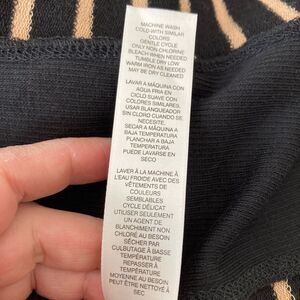 MACHINE WASH
COLD WITH SIMILAR
COLORS
GENTLE CYCLE
ONLY NON CHLORINE
BLEACH WHEN NEEDED
TUMBLE DRY LOW
WARM IRON AS NEEDED
MAY BE DRY CLEANED
LAVAR A MÁQUINA CON
AGUA FRIA EN
CICLO SUAVE CON
COLORES SIMILARES,
USAR BLANQUEADOR
SIN CLORO CUANDO SE
NECESITE.
SECAR A MÁQUINA A
BAJA TEMPERATURA
PLANCHAR A BAJA
TEMPERATURA
PUEDE LAVARSE EN
SECO
LAVER À LA MACHINE À
L'EAU FROIDE AVEC DES
VÊTEMENTS DE
COULEURS
SEMBLABLES
CYCLE DÉLICAT
UTILISER SEULEMENT
UN AGENT DE
BLANCHIMENT NON
CHLORÉ AU BESOIN
SÉCHER PAR
CULBUTAGE À BASSE
TEMPÉRATURE
REPASSER À
TEMPÉRATURE
MOYENNE AU BESOIN
PEUT ÊTRE NETTOYÉ À
SEC